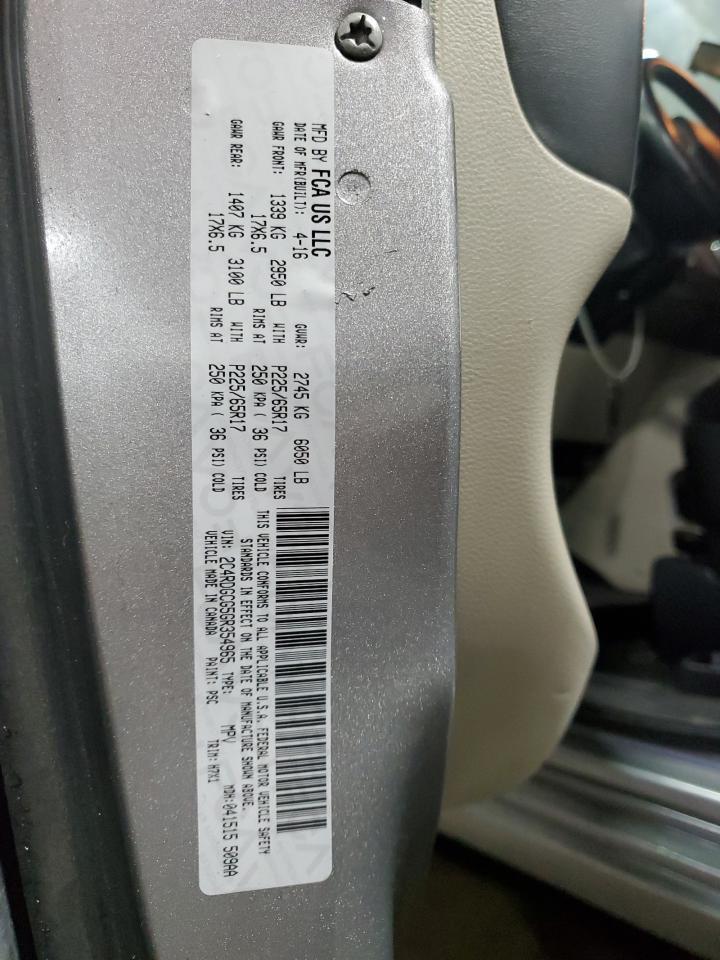 MFD BY FCA US LLC
DATE OF MFR(BUILT): 4-16 GVWR: 2745 KG 6050 LB
GAWR FRONT: 1339 KG 2950 LB WITH P225/65R17 TIRES
17X6.5 RIMS AT 250 KPA ( 36 PSI) COLD
GAWR REAR: 1407 KG 3100 LB WITH P225/65R17 TIRES
17X6.5 RIMS AT 250 KPA ( 36 PSI) COLD
THIS VEHICLE CONFORMS TO ALL APPLICABLE U.S.A. FEDERAL MOTOR VEHICLE SAFETY
STANDARDS IN EFFECT ON THE DATE OF MANUFACTURE SHOWN ABOVE.
VIN: 2C4RDGCG5GR354965 TYPE: MPV MDH:041515 509AA
VEHICLE MADE IN CANADA PAINT: PSC TRIM: H7X1